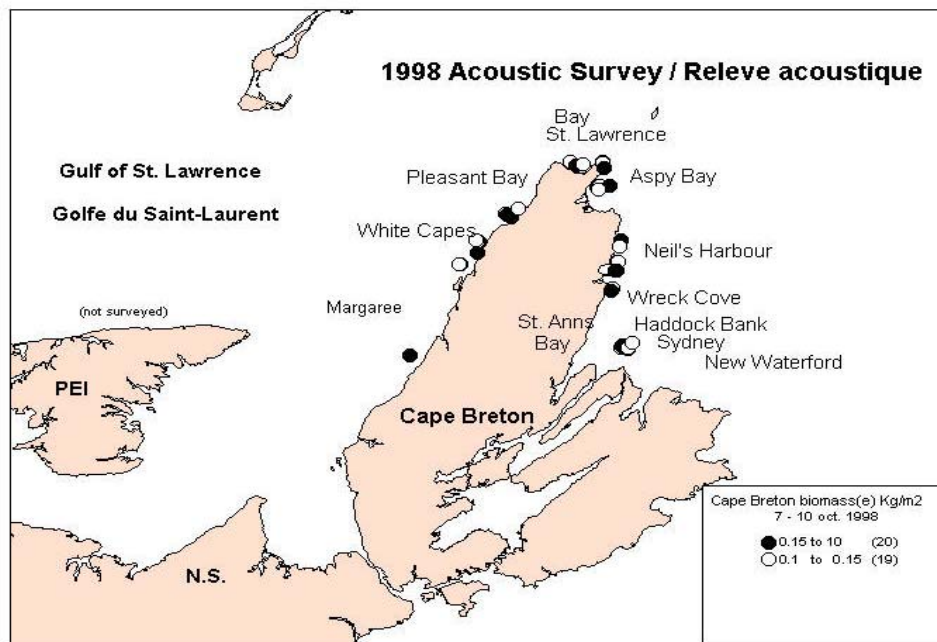 1998 Acoustic Survey / Releve acoustique
Bay
St. Lawrence
Gulf of St. Lawrence
Pleasant Bay
Aspy Bay
Golfe du Saint-Laurent
White Capes
Neil's Harbour
Margaree
(not surveyed)
Wreck Cove
St. Anns
Bay
Haddock Bank
Sydney
New Waterford
PEI
Cape Breton
Cape Breton biomass(e) Kg/m2
7 - 10 oct. 1998
0.15 to 10 (20)
0.1 to 0.15 (19)
N.S.